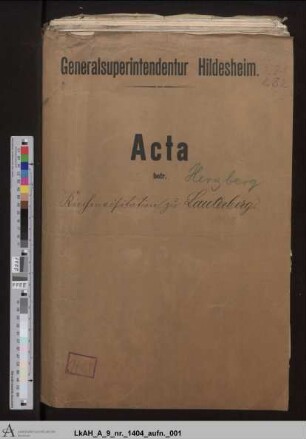 Generalsuperintendentur Hildesheim.
Acta
betr. Herzberg
Kirchenvisitation zu Lauterberg.
LkAH_A_9_nr._1404_aufn._001